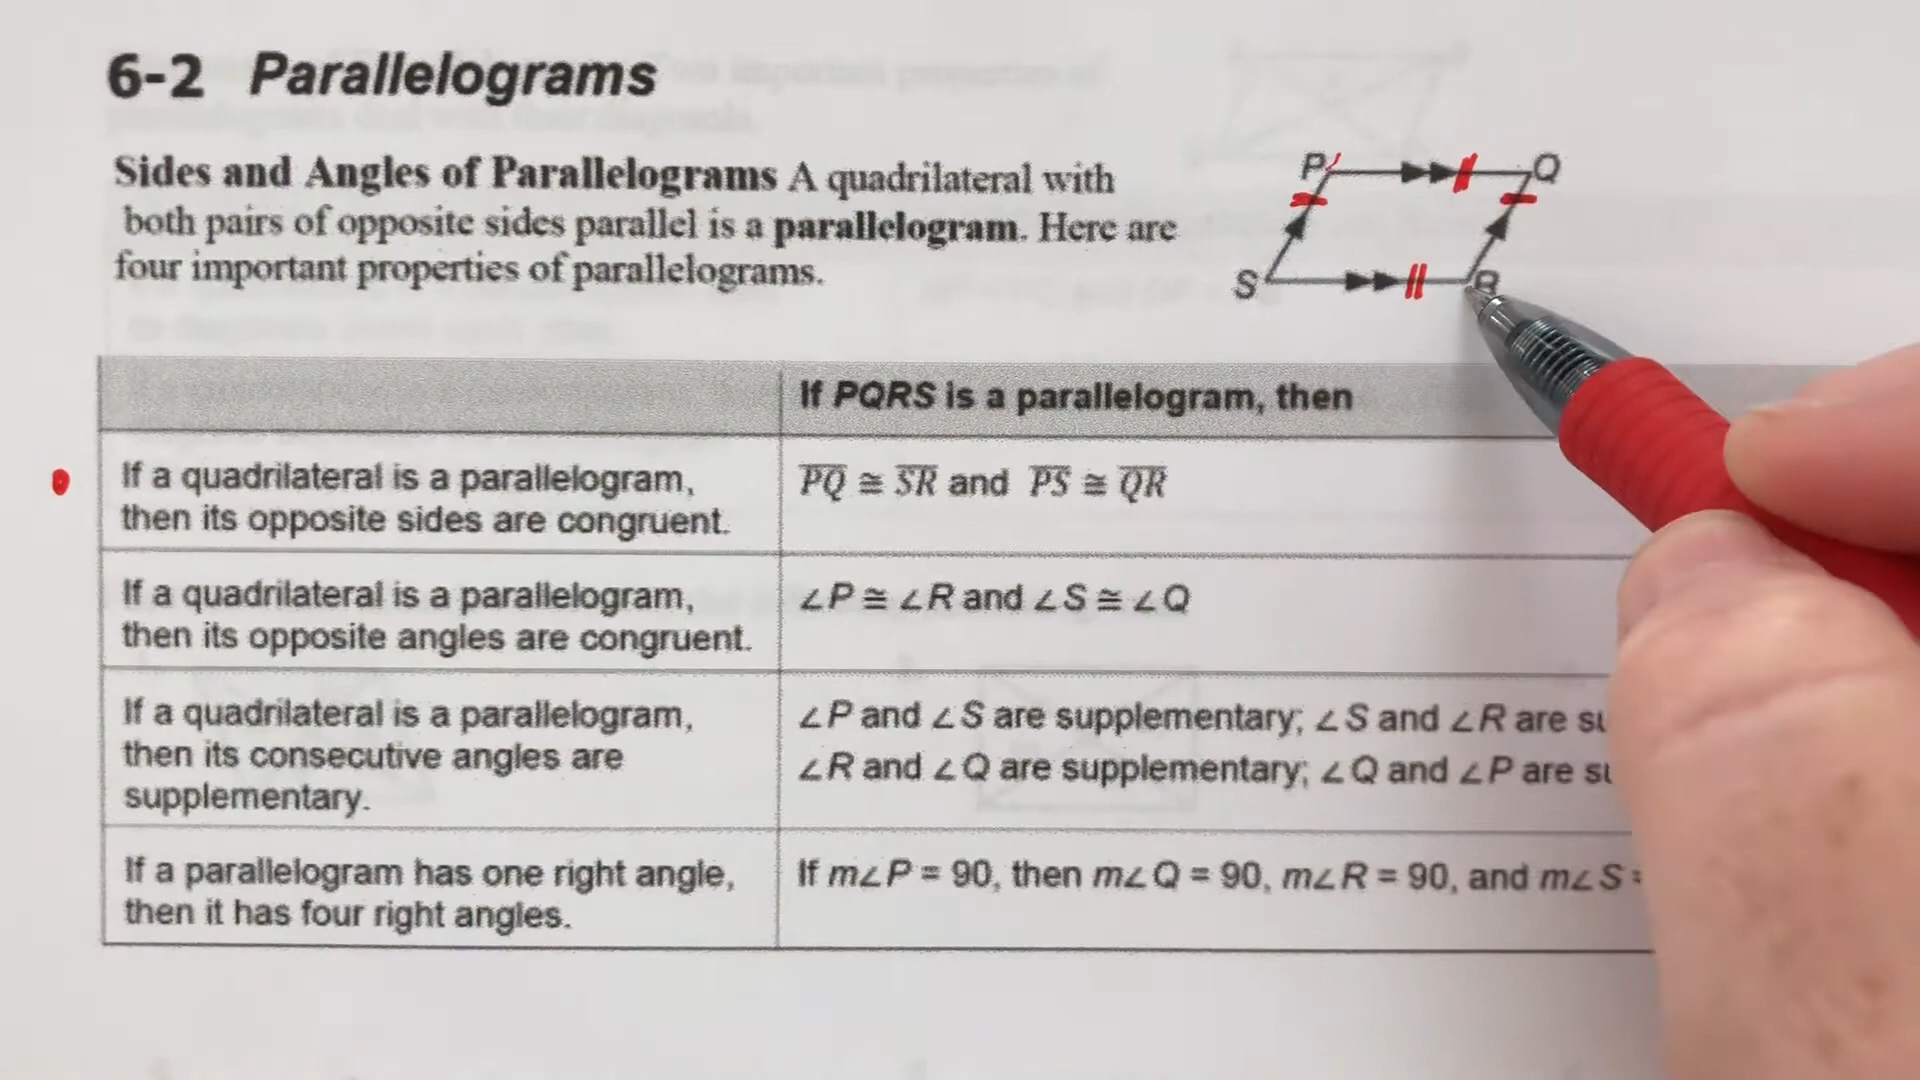 6-2 Parallelograms
Sides and Angles of Parallelograms A quadrilateral with
both pairs of opposite sides parallel is a parallelogram. Here are
four important properties of parallelograms.
P Q
S R
If PQRS is a parallelogram, then
If a quadrilateral is a parallelogram,
then its opposite sides are congruent.
P̅Q̅ ≅ S̅R̅ and P̅S̅ ≅ Q̅R̅
If a quadrilateral is a parallelogram,
then its opposite angles are congruent.
∠P ≅ ∠R and ∠S ≅ ∠Q
If a quadrilateral is a parallelogram,
then its consecutive angles are
supplementary.
∠P and ∠S are supplementary; ∠S and ∠R are su
∠R and ∠Q are supplementary; ∠Q and ∠P are su
If a parallelogram has one right angle,
then it has four right angles.
If m∠P = 90, then m∠Q = 90, m∠R = 90, and m∠S =